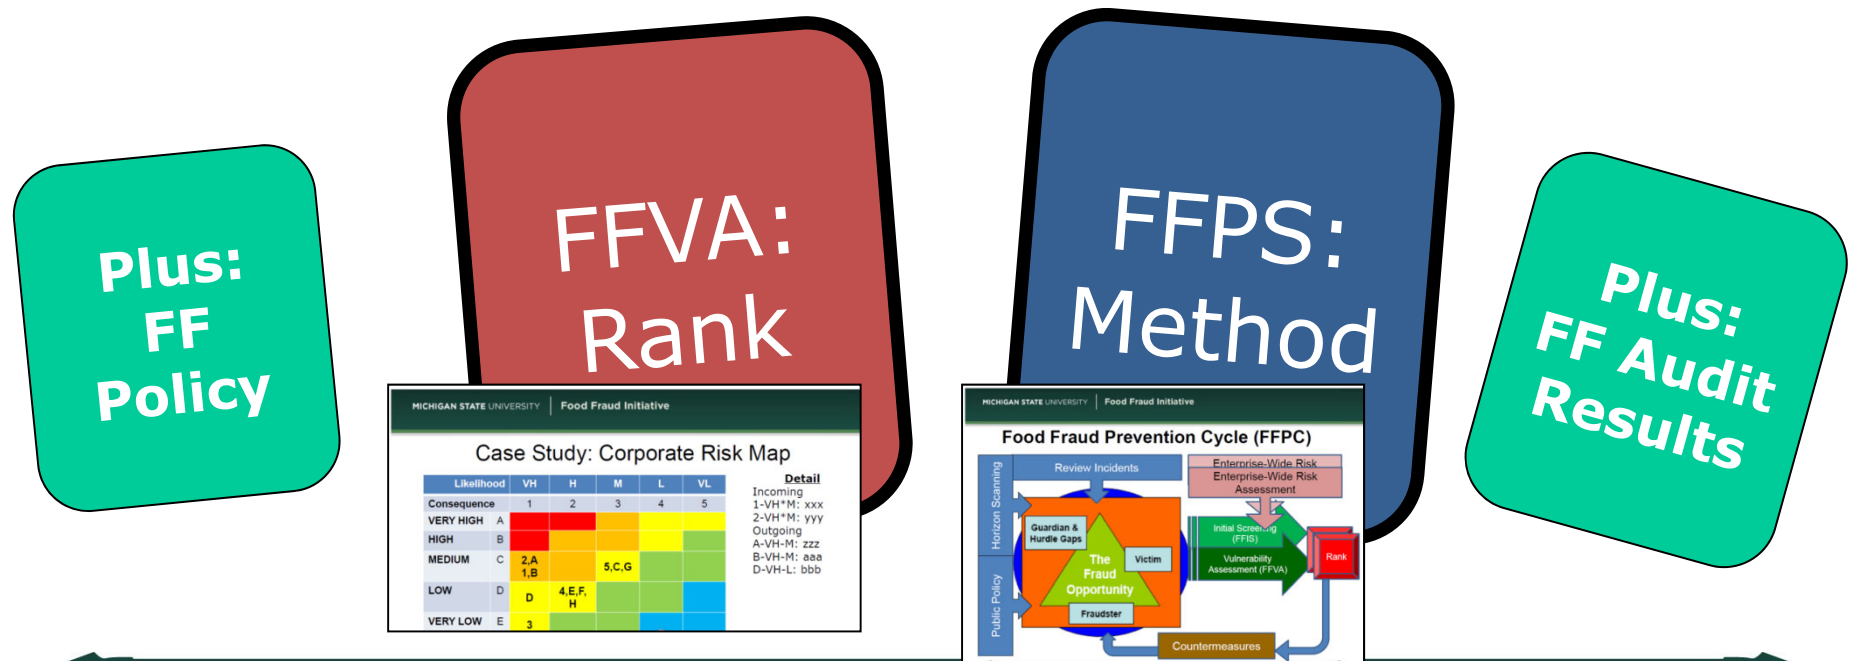 Plus:
FF
Policy
FFVA:
Rank
FFPS:
Method
Plus:
FF Audit
Results
MICHIGAN STATE UNIVERSITY Food Fraud Initiative
Case Study: Corporate Risk Map
Likelihood VH H M L VL
Consequence 1 2 3 4 5
VERY HIGH A
HIGH B
MEDIUM C 2,A 5,C,G
1,B
LOW D D 4,E,F,
H
VERY LOW E 3
Detail
Incoming
1-VH*M: xxx
2-VH*M: yyy
Outgoing
A-VH-M: zzz
B-VH-M: aaa
D-VH-L: bbb
MICHIGAN STATE UNIVERSITY Food Fraud Initiative
Food Fraud Prevention Cycle (FFPC)
Horizon Scanning
Public Policy
Review Incidents
Enterprise-Wide Risk
Enterprise-Wide Risk
Assessment
Guardian &
Hurdle Gaps
The
Fraud
Opportunity
Victim
Fraudster
Initial Screening
(FFIS)
Vulnerability
Assessment (FFVA)
Rank
Countermeasures